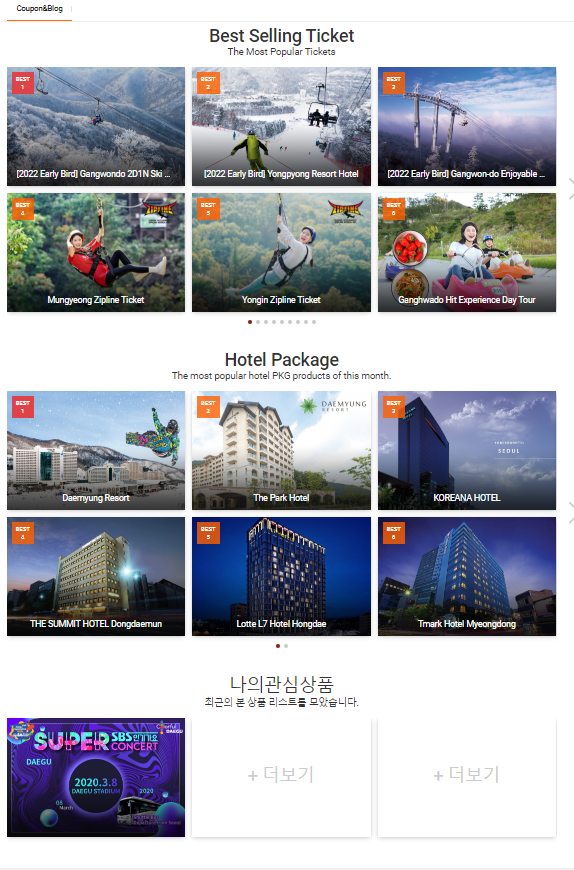 Coupon&Blog
Best Selling Ticket
The Most Popular Tickets
BEST
1
[2022 Early Bird] Gangwondo 2D1N Ski ...
BEST
2
[2022 Early Bird] Yongpyong Resort Hotel
BEST
3
[2022 Early Bird] Gangwon-do Enjoyable ...
BEST
4
ZIPLINE
Mungyeong Zipline Ticket
BEST
5
ZIPLINE
Yongin Zipline Ticket
BEST
6
Ganghwado Hit Experience Day Tour
Hotel Package
The most popular hotel PKG products of this month.
BEST
1
Daemyung Resort
BEST
2
DAEMYUNG
RESORT
The Park Hotel
BEST
3
SEOUL
KOREANA HOTEL
BEST
4
THE SUMMIT HOTEL Dongdaemun
BEST
5
Lotte L7 Hotel Hongdae
BEST
6
Tmark Hotel Myeongdong
나의관심상품
최근의 본 상품 리스트를 모았습니다.
Colorful
DAEGU
SUPER SBS 인기가요
CONCERT
DAEGU
2020.3.8
DAEGU STADIUM
2020
08
March
+ 더보기
+ 더보기